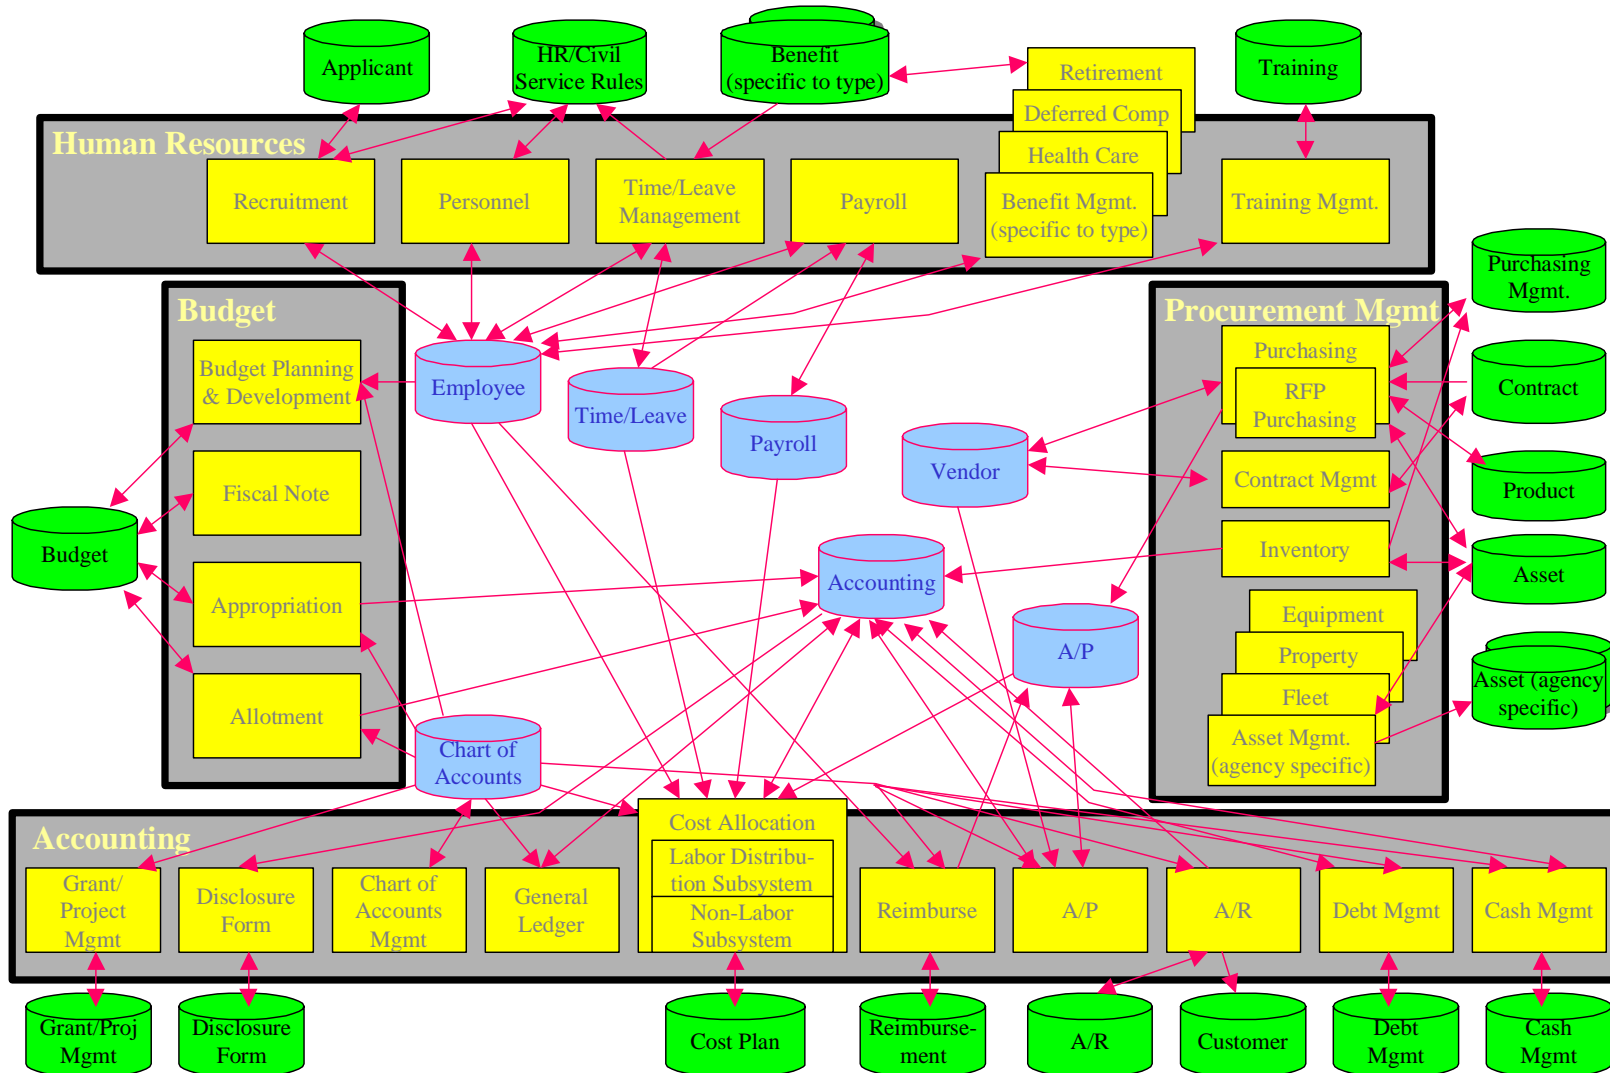 Applicant
HR/Civil
Service Rules
Benefit
(specific to type)
Training
Retirement
Deferred Comp
Health Care
Benefit Mgmt.
(specific to type)
Human Resources
Recruitment
Personnel
Time/Leave
Management
Payroll
Training Mgmt.
Budget
Budget Planning
& Development
Fiscal Note
Appropriation
Allotment
Budget
Employee
Time/Leave
Payroll
Vendor
Accounting
A/P
Chart of
Accounts
Procurement Mgmt
Purchasing
RFP
Purchasing
Contract Mgmt
Inventory
Equipment
Property
Fleet
Asset Mgmt.
(agency specific)
Purchasing
Mgmt.
Contract
Product
Asset
Asset (agency
specific)
Accounting
Grant/
Project
Mgmt
Disclosure
Form
Chart of
Accounts
Mgmt
General
Ledger
Cost Allocation
Labor Distribu-
tion Subsystem
Non-Labor
Subsystem
Reimburse
A/P
A/R
Debt Mgmt
Cash Mgmt
Grant/Proj
Mgmt
Disclosure
Form
Cost Plan
Reimburse-
ment
A/R
Customer
Debt
Mgmt
Cash
Mgmt